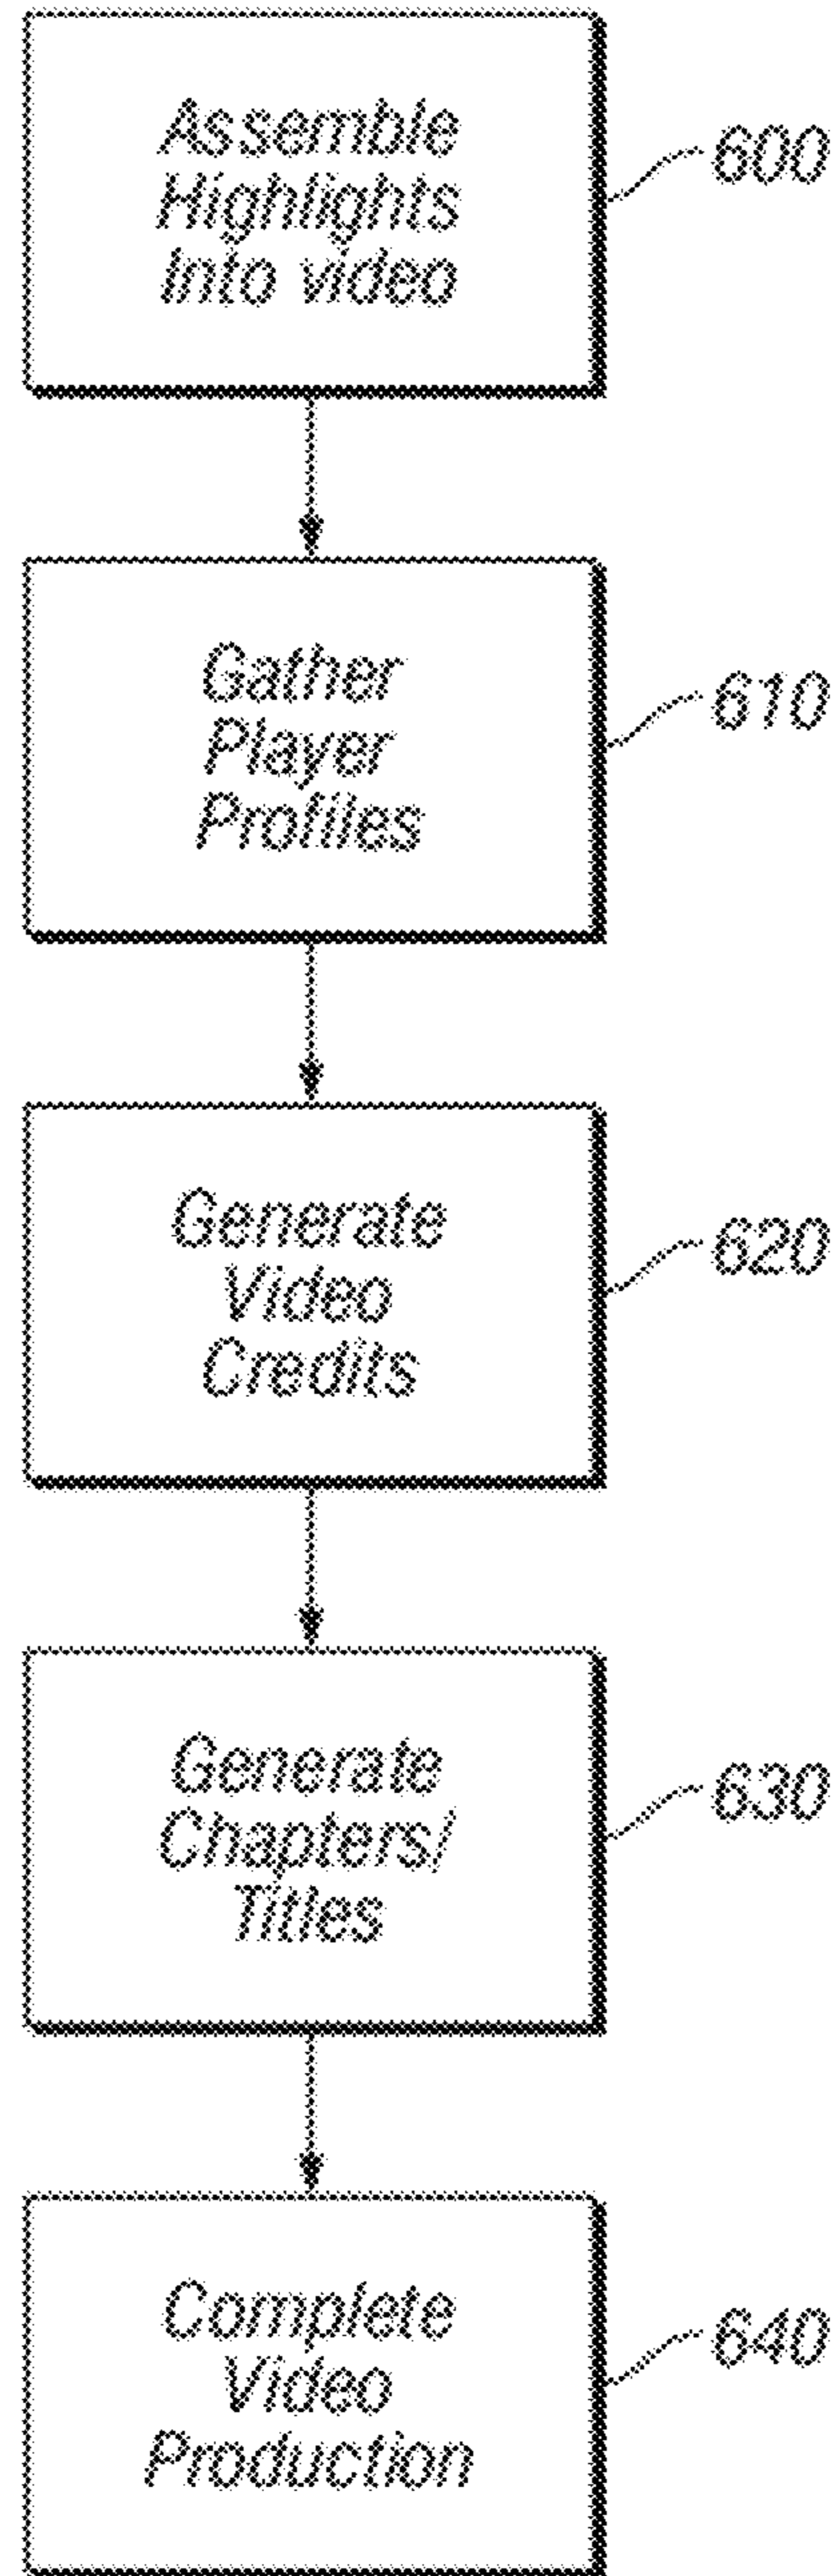 Assemble
Highlights
Into video
600
Gather
Player
Profiles
610
Generate
Video
Credits
620
Generate
Chapters/
Titles
630
Complete
Video
Production
640